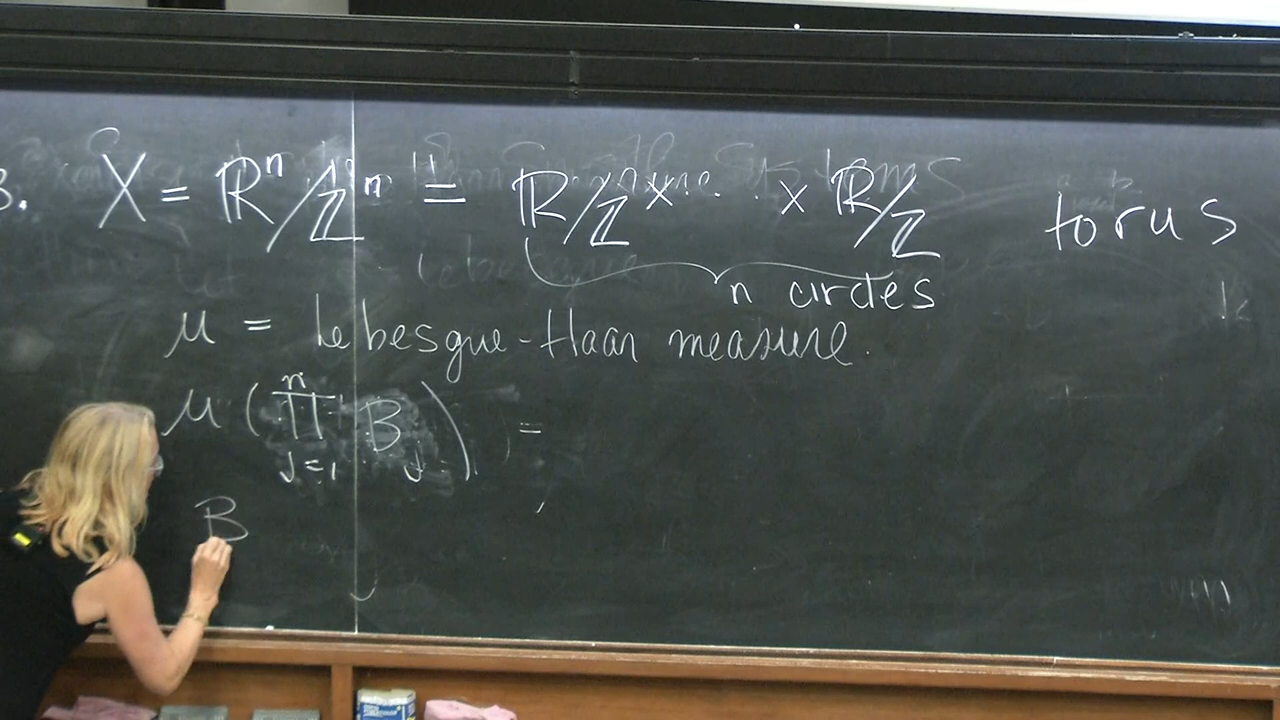 3. X = ℝⁿ/ℤⁿ = ℝ/ℤ × · · · × ℝ/ℤ torus
n circles
μ = Lebesgue-Haar measure.
μ(∏ⁿⱼ₌₁ Bⱼ) =
B